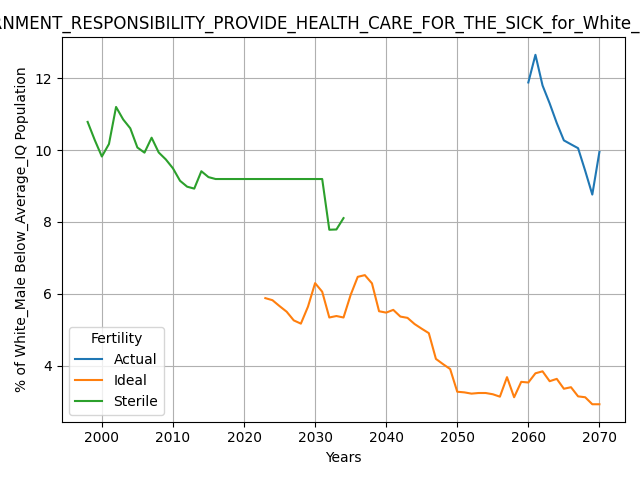 RNMENT_RESPONSIBILITY_PROVIDE_HEALTH_CARE_FOR_THE_SICK_for_White_
% of White_Male Below_Average_IQ Population
12
10
8
6
4
Fertility
Actual
Ideal
Sterile
2000 2010 2020 2030 2040 2050 2060 2070
Years